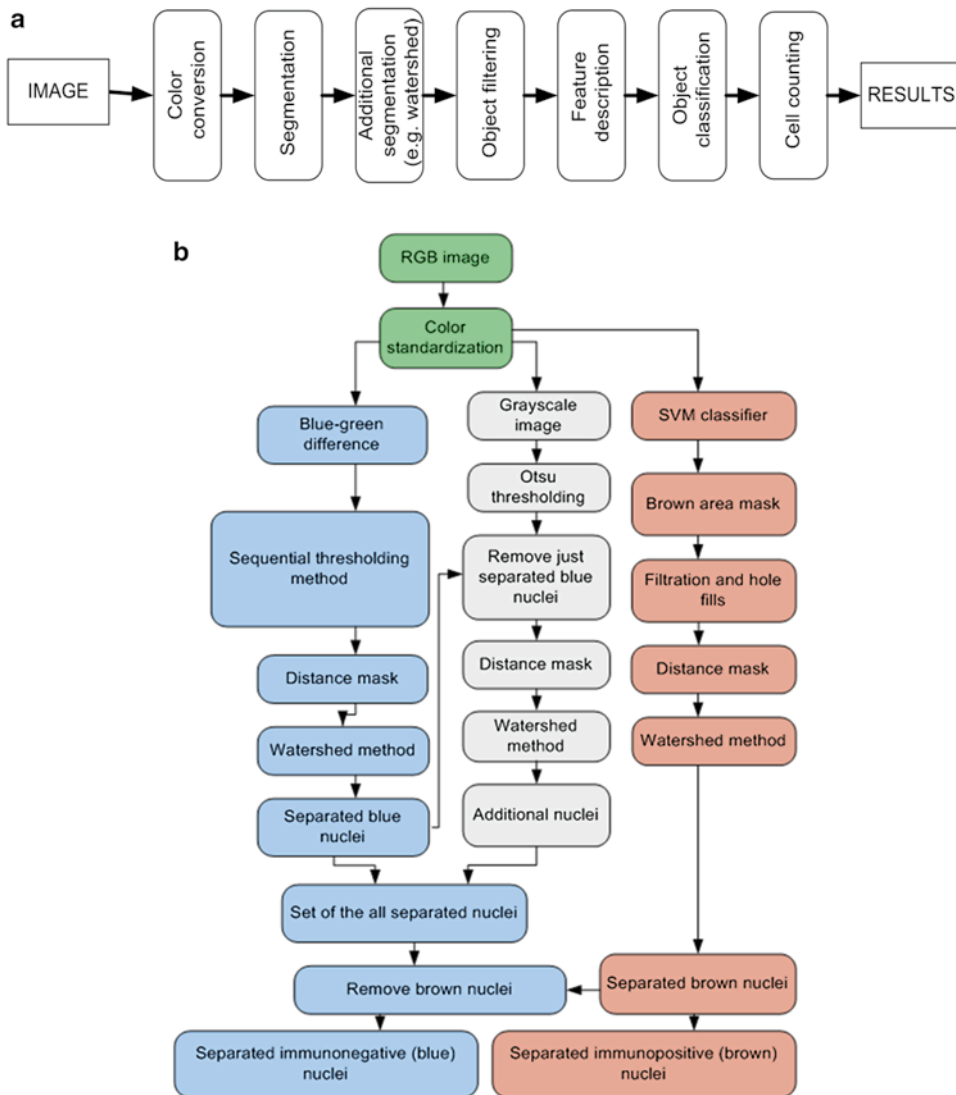 a
IMAGE
Color
conversion
Segmentation
Additional
segmentation
(e.g. watershed)
Object filtering
Feature
description
Object
classification
Cell counting
RESULTS
b
RGB image
Color
standardization
Blue-green
difference
Grayscale
image
SVM classifier
Otsu
thresholding
Brown area mask
Sequential thresholding
method
Remove just
separated blue
nuclei
Filtration and hole
fills
Distance mask
Distance mask
Distance mask
Watershed method
Watershed
method
Watershed method
Separated blue
nuclei
Additional nuclei
Set of the all separated nuclei
Remove brown nuclei
Separated brown nuclei
Separated immunonegative (blue)
nuclei
Separated immunopositive (brown)
nuclei